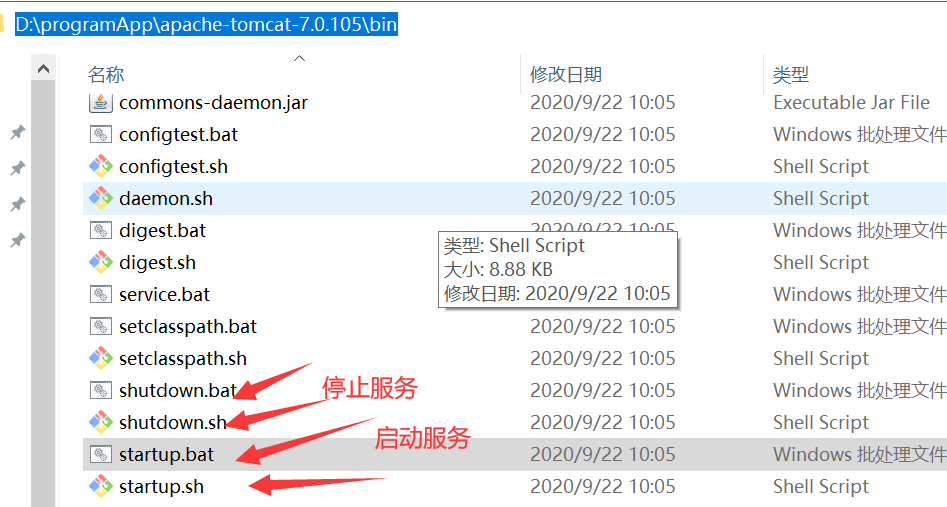 D:\programApp\apache-tomcat-7.0.105\bin
名称 修改日期 类型
commons-daemon.jar 2020/9/22 10:05 Executable Jar File
configtest.bat 2020/9/22 10:05 Windows 批处理文件
configtest.sh 2020/9/22 10:05 Shell Script
daemon.sh 2020/9/22 10:05 Shell Script
digest.bat 2020/9/22 10:05 Windows 批处理文件
类型: Shell Script
大小: 8.88 KB
修改日期: 2020/9/22 10:05
digest.sh Shell Script
service.bat Windows 批处理文件
setclasspath.bat 2020/9/22 10:05 Windows 批处理文件
setclasspath.sh 2020/9/22 10:05 Shell Script
shutdown.bat 停止服务 2020/9/22 10:05 Windows 批处理文件
shutdown.sh 2020/9/22 10:05 Shell Script
启动服务
startup.bat 2020/9/22 10:05 Windows 批处理文件
startup.sh 2020/9/22 10:05 Shell Script